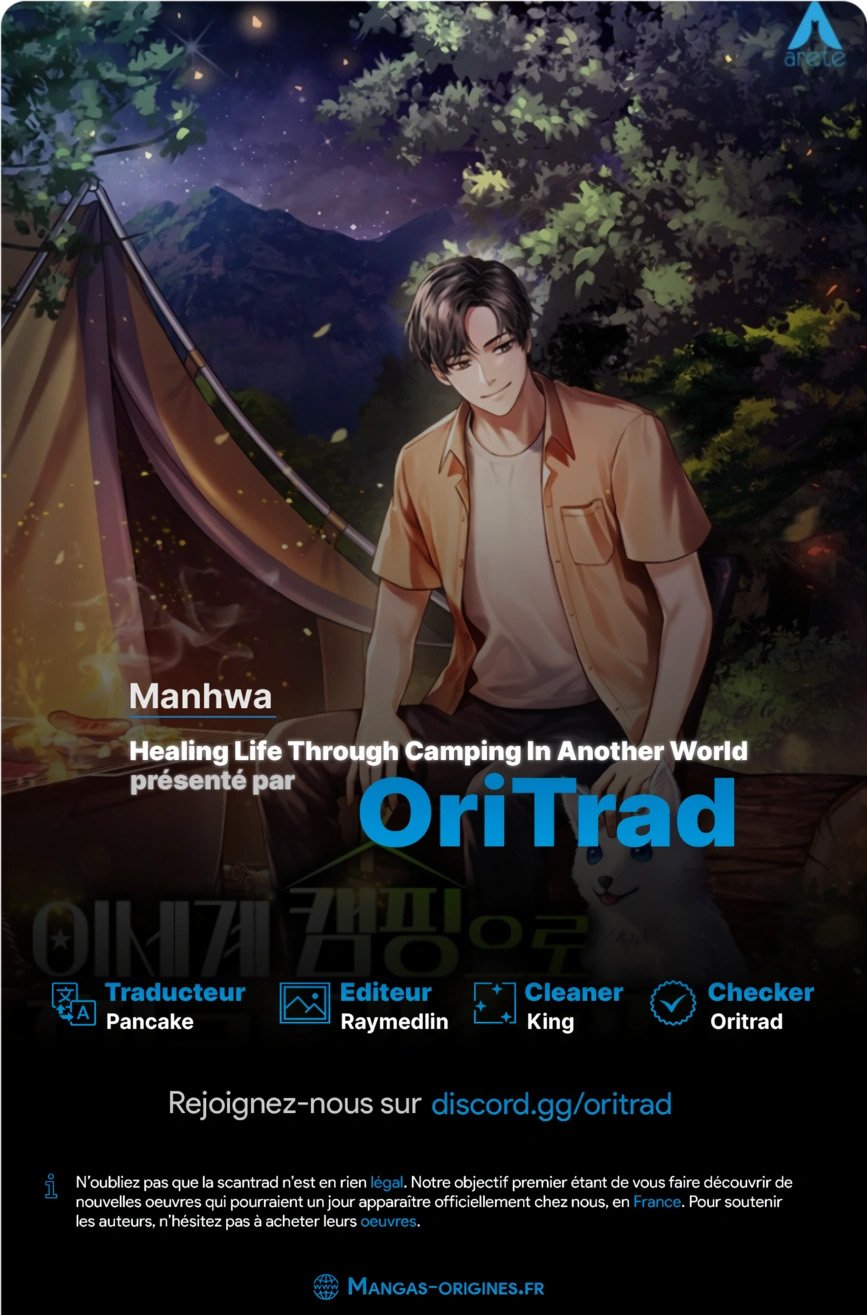 arete
Manhwa
Healing Life Through Camping In Another World
présenté par
OriTrad
이세계 캠핑으로
Traducteur
Pancake
Editeur
Raymedlin
Cleaner
King
Checker
Oritrad
Rejoignez-nous sur discord.gg/oritrad
N'oubliez pas que la scantrad n'est en rien légal. Notre objectif premier étant de vous faire découvrir de
nouvelles oeuvres qui pourraient un jour apparaître officiellement chez nous, en France. Pour soutenir
les auteurs, n'hésitez pas à acheter leurs oeuvres.
MANGAS-ORIGINES.FR